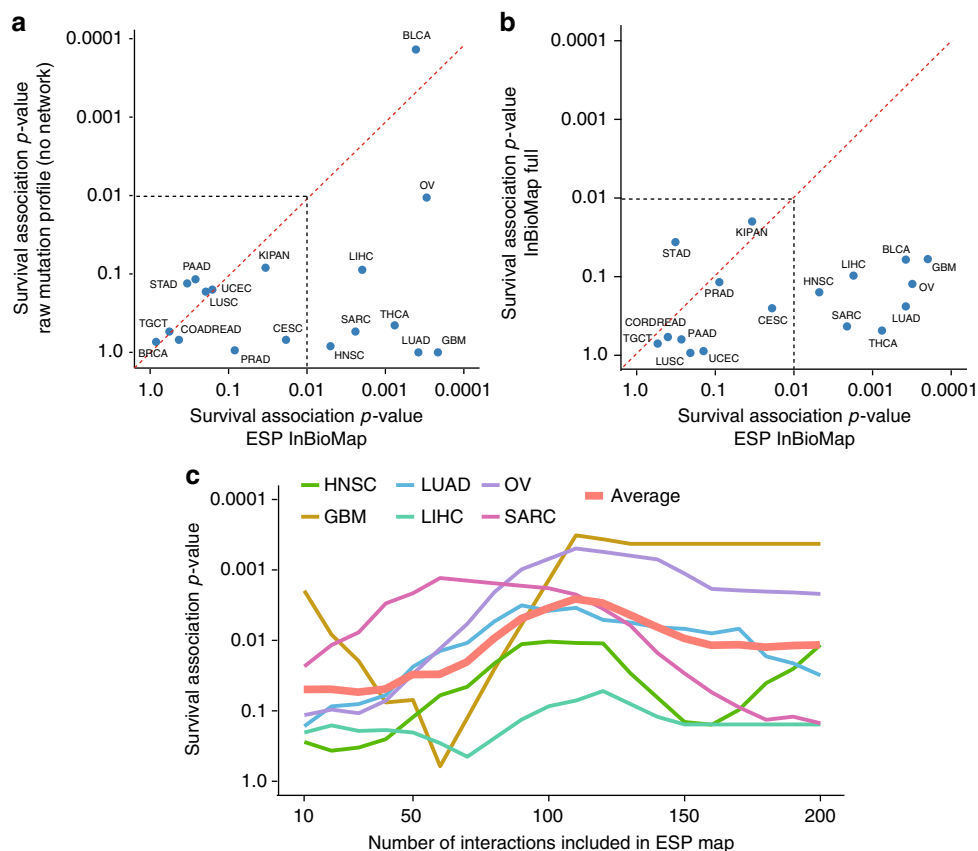 a
0.0001
0.001
0.01
0.1
1.0
Survival association p-value
raw mutation profile (no network)
BLCA
OV
KIPAN
LIHC
PAAD
STAD
UCEC
LUSC
TGCT
COADREAD
BRCA
PRAD
CESC
SARC
THCA
HNSC
LUAD
GBM
1.0
0.1
0.01
0.001
0.0001
Survival association p-value
ESP InBioMap
b
0.0001
0.001
0.01
0.1
1.0
Survival association p-value
InBioMap full
KIPAN
STAD
PRAD
BLCA
LIHC
GBM
HNSC
OV
CESC
SARC
LUAD
THCA
CORDREAD
TGCT
PAAD
LUSC
UCEC
1.0
0.1
0.01
0.001
0.0001
Survival association p-value
ESP InBioMap
c
HNSC
LUAD
OV
Average
GBM
LIHC
SARC
0.0001
0.001
0.01
0.1
1.0
Survival association p-value
10
50
100
150
200
Number of interactions included in ESP map